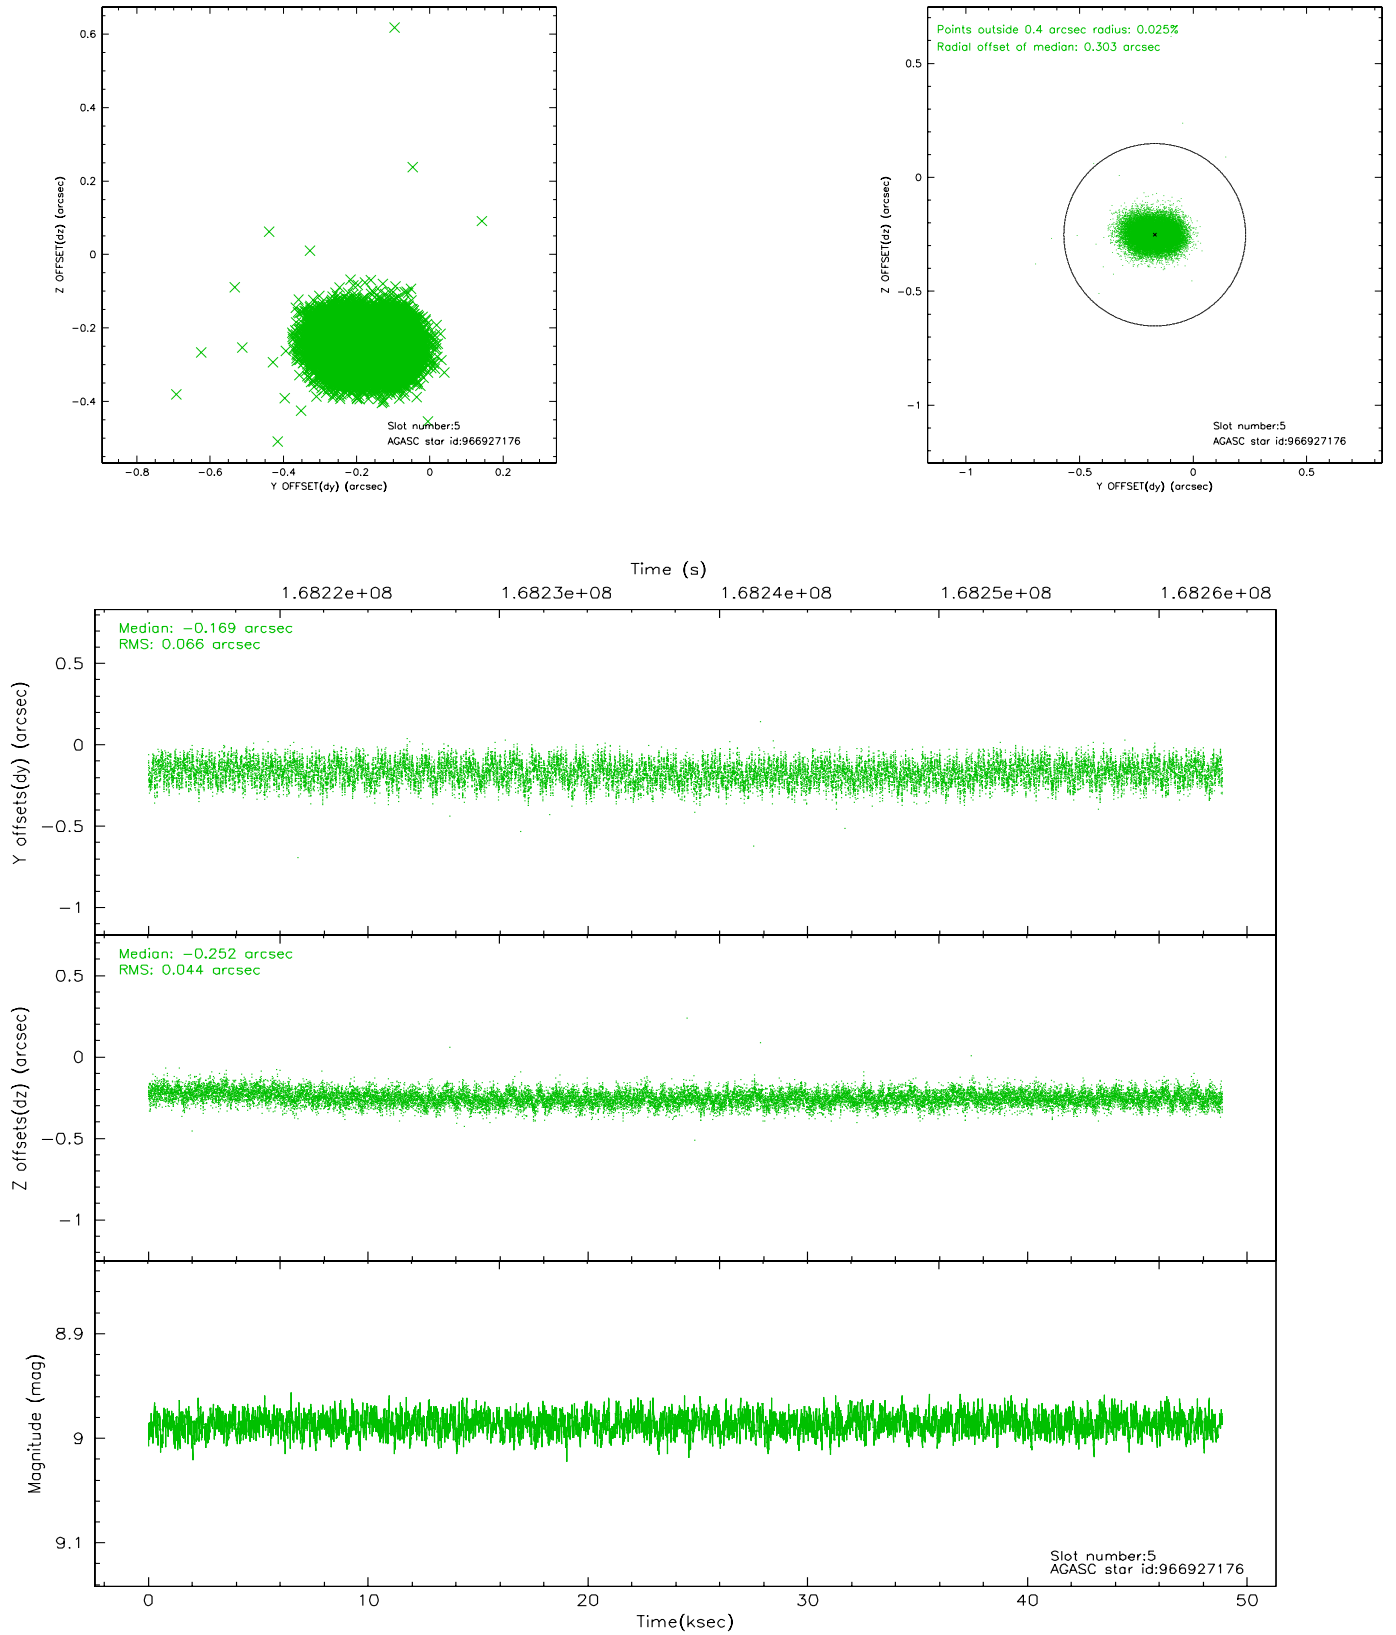 0.6
0.4
0.2
0
−0.2
−0.4
Z OFFSET(dz) (arcsec)
Slot number:5
AGASC star id:966927176
−0.8 −0.6 −0.4 −0.2 0 0.2
Y OFFSET(dy) (arcsec)
Points outside 0.4 arcsec radius: 0.025%
Radial offset of median: 0.303 arcsec
0.5
0
−0.5
−1
Z OFFSET(dz) (arcsec)
Slot number:5
AGASC star id:966927176
−1 −0.5 0 0.5
Y OFFSET(dy) (arcsec)
Time (s)
1.6822e+08 1.6823e+08 1.6824e+08 1.6825e+08 1.6826e+08
Median: −0.169 arcsec
RMS: 0.066 arcsec
0.5
0
−0.5
−1
Y offsets(dy) (arcsec)
Median: −0.252 arcsec
RMS: 0.044 arcsec
0.5
0
−0.5
−1
Z offsets(dz) (arcsec)
8.9
9
9.1
Magnitude (mag)
Slot number:5
AGASC star id:966927176
0 10 20 30 40 50
Time(ksec)